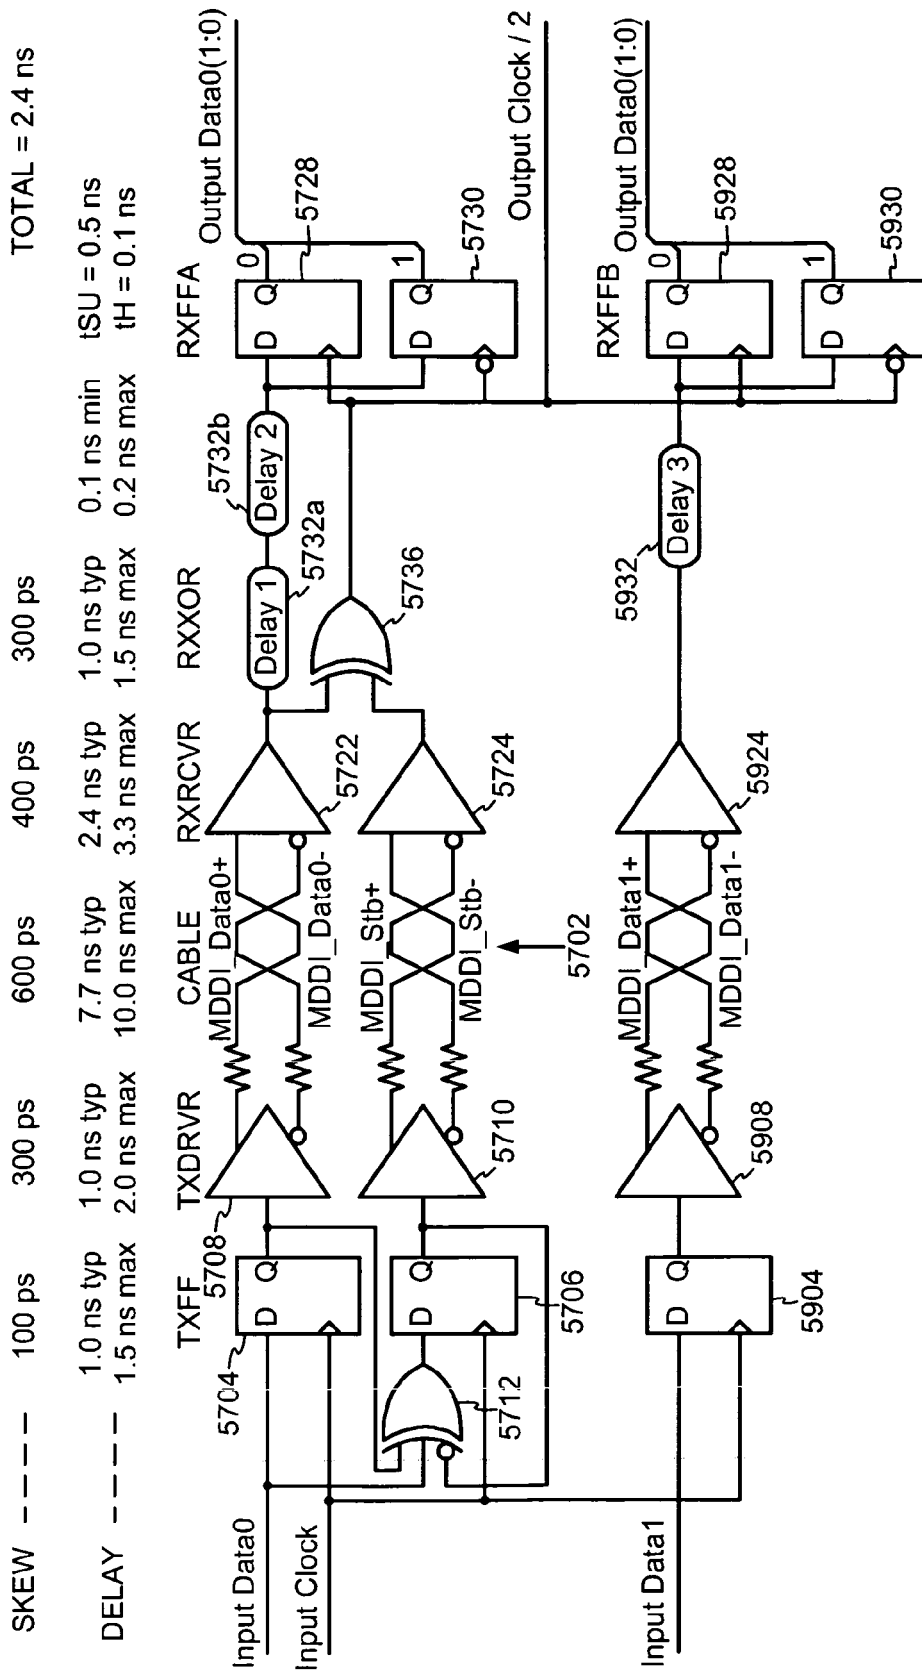 SKEW ---- 100 ps 300 ps 600 ps 400 ps 300 ps TOTAL = 2.4 ns
DELAY ---- 1.0 ns typ 1.0 ns typ 7.7 ns typ 2.4 ns typ 1.0 ns typ 0.1 ns min tSU = 0.5 ns
1.5 ns max 2.0 ns max 10.0 ns max 3.3 ns max 1.5 ns max 0.2 ns max tH = 0.1 ns
TXFF TXDRVR CABLE RXRCVR RXXOR RXFFA
5704
5708
MDDI_Data0+
5732b
Output Data0(1:0)
Input Data0
D Q
MDDI_Data0-
5722
Delay 1
Delay 2
5732a
D Q
0
5728
Input Clock
5712
D Q
5706
5710
MDDI_Stb+
MDDI_Stb-
5724
5736
D Q
1
5730
5702
Output Clock / 2
RXFFB
Input Data1
D Q
5904
5908
MDDI_Data1+
MDDI_Data1-
5924
5932
Delay 3
D Q
0
Output Data0(1:0)
5928
D Q
1
5930